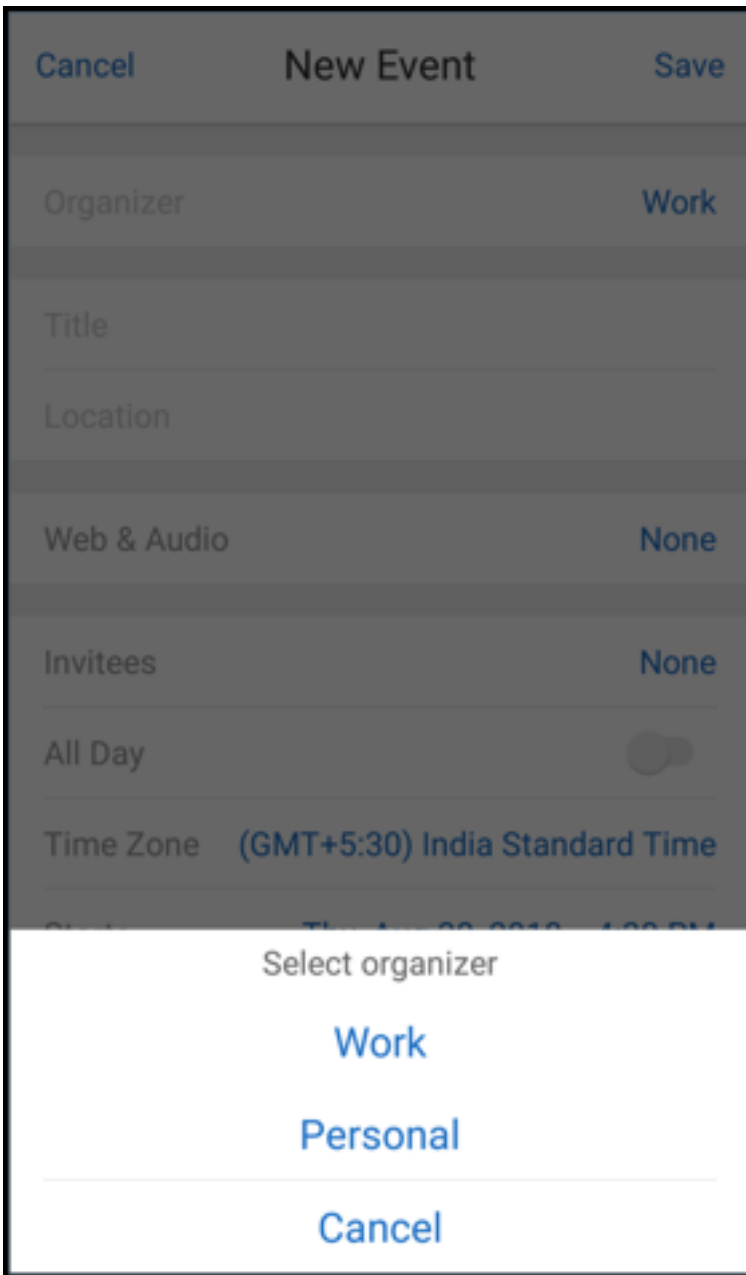 Cancel New Event Save
Organizer Work
Title
Location
Web & Audio None
Invitees None
All Day
Time Zone (GMT+5:30) India Standard Time
Select organizer
Work
Personal
Cancel